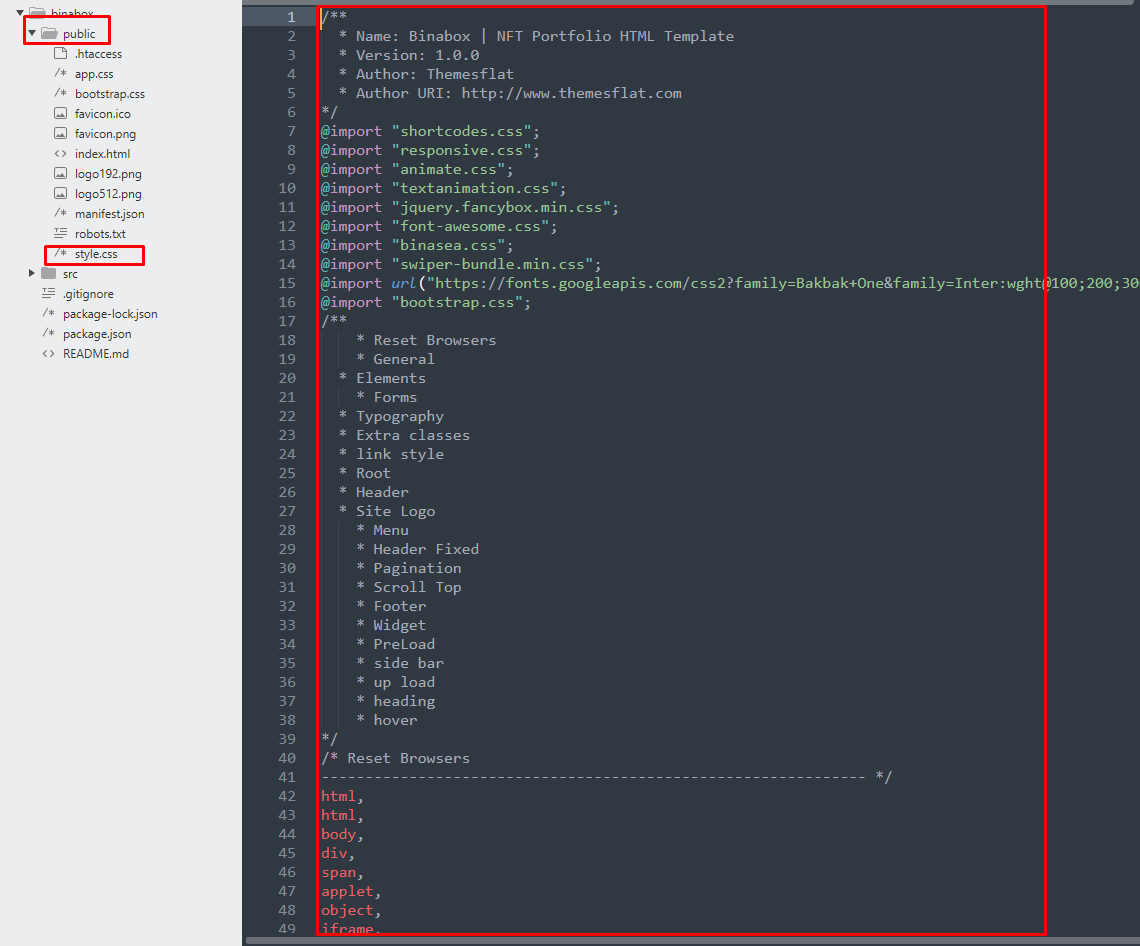 binabox
public
.htaccess
app.css
bootstrap.css
favicon.ico
favicon.png
index.html
logo192.png
logo512.png
manifest.json
robots.txt
style.css
src
.gitignore
package-lock.json
package.json
README.md
1 /**
2 * Name: Binabox | NFT Portfolio HTML Template
3 * Version: 1.0.0
4 * Author: Themesflat
5 * Author URI: http://www.themesflat.com
6 */
7 @import "shortcodes.css";
8 @import "responsive.css";
9 @import "animate.css";
10 @import "textanimation.css";
11 @import "jquery.fancybox.min.css";
12 @import "font-awesome.css";
13 @import "binasea.css";
14 @import "swiper-bundle.min.css";
15 @import url("https://fonts.googleapis.com/css2?family=Bakbak+One&family=Inter:wght@100;200;300
16 @import "bootstrap.css";
17 /**
18 * Reset Browsers
19 * General
20 * Elements
21 * Forms
22 * Typography
23 * Extra classes
24 * link style
25 * Root
26 * Header
27 * Site Logo
28 * Menu
29 * Header Fixed
30 * Pagination
31 * Scroll Top
32 * Footer
33 * Widget
34 * PreLoad
35 * side bar
36 * up load
37 * heading
38 * hover
39 */
40 /* Reset Browsers
41 -------------------------------------------------------------- */
42 html,
43 html,
44 body,
45 div,
46 span,
47 applet,
48 object,
49 iframe,